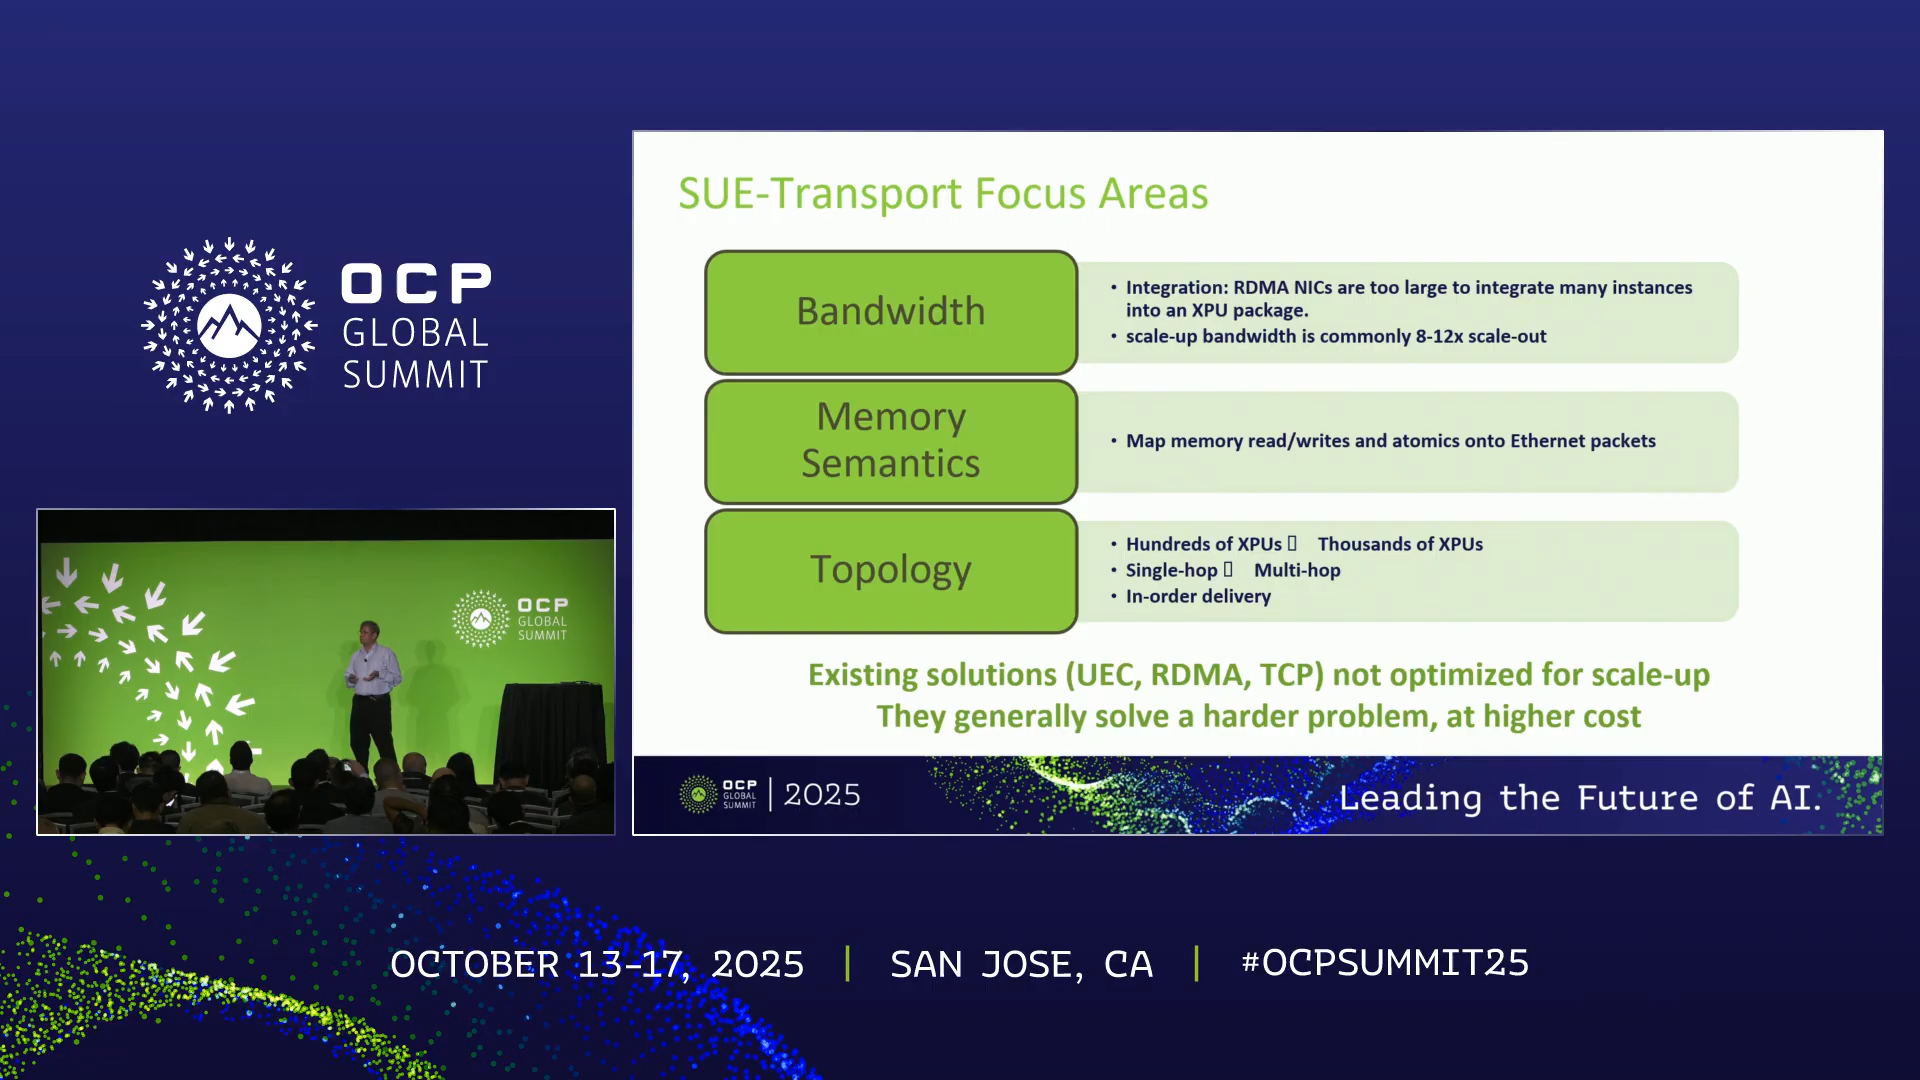 OCP
GLOBAL
SUMMIT
OCP
GLOBAL
SUMMIT
SUE-Transport Focus Areas
Bandwidth
• Integration: RDMA NICs are too large to integrate many instances
into an XPU package.
• scale-up bandwidth is commonly 8-12x scale-out
Memory
Semantics
• Map memory read/writes and atomics onto Ethernet packets
Topology
• Hundreds of XPUs ▯ Thousands of XPUs
• Single-hop ▯ Multi-hop
• In-order delivery
Existing solutions (UEC, RDMA, TCP) not optimized for scale-up
They generally solve a harder problem, at higher cost
OCP
GLOBAL
SUMMIT
2025
Leading the Future of AI.
OCTOBER 13-17, 2025 | SAN JOSE, CA | #OCPSUMMIT25